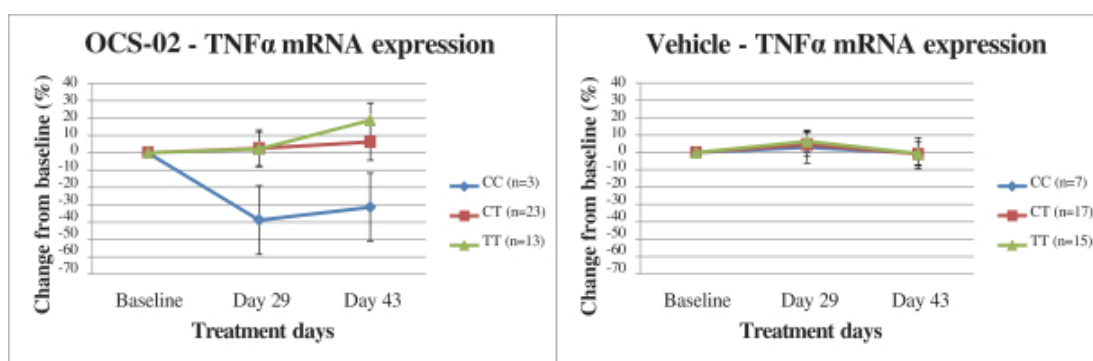 OCS-02 - TNFα mRNA expression
Change from baseline (%)
40
30
20
10
0
-10
-20
-30
-40
-50
-60
-70
Baseline Day 29 Day 43
Treatment days
CC (n=3)
CT (n=23)
TT (n=13)
Vehicle - TNFα mRNA expression
Change from baseline (%)
40
30
20
10
0
-10
-20
-30
-40
-50
-60
-70
Baseline Day 29 Day 43
Treatment days
CC (n=7)
CT (n=17)
TT (n=15)